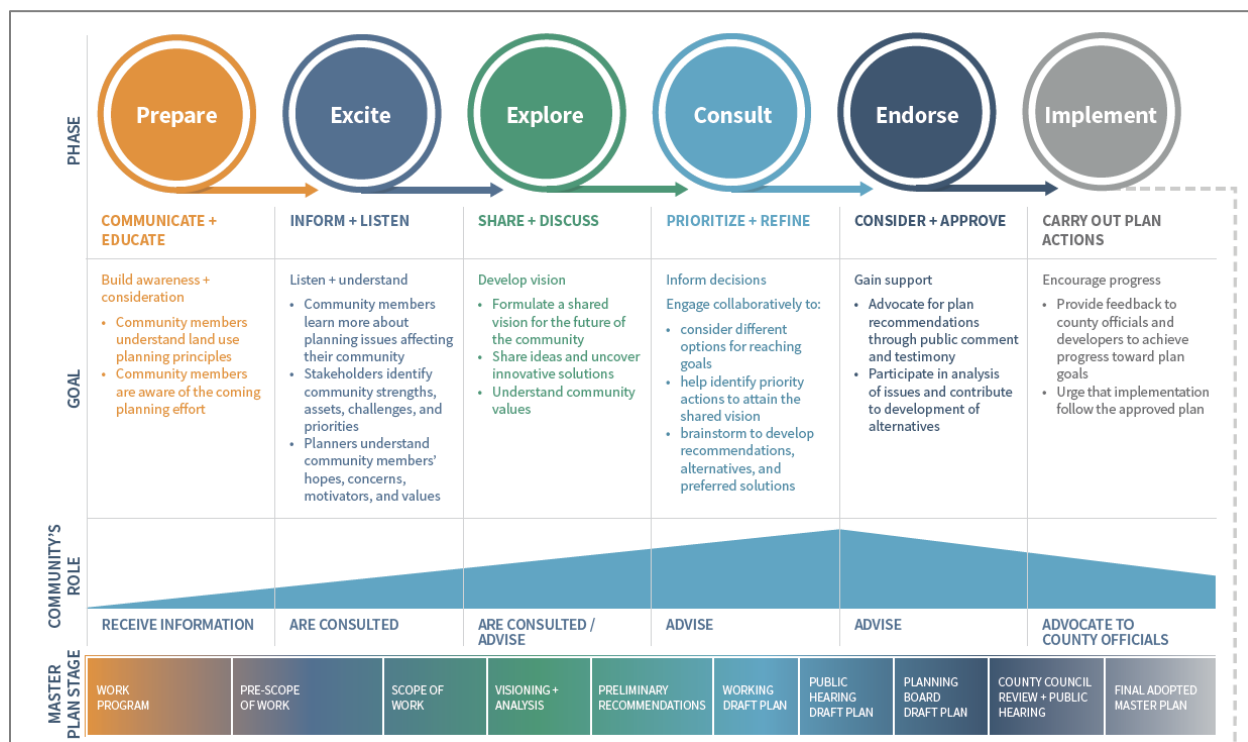 PHASE
Prepare
Excite
Explore
Consult
Endorse
Implement
COMMUNICATE +
EDUCATE
INFORM + LISTEN
SHARE + DISCUSS
PRIORITIZE + REFINE
CONSIDER + APPROVE
CARRY OUT PLAN
ACTIONS
GOAL
Build awareness +
consideration
• Community members
understand land use
planning principles
• Community members
are aware of the coming
planning effort
Listen + understand
• Community members
learn more about
planning issues affecting
their community
• Stakeholders identify
community strengths,
assets, challenges, and
priorities
• Planners understand
community members'
hopes, concerns,
motivators, and values
Develop vision
• Formulate a shared
vision for the future of
the community
• Share ideas and uncover
innovative solutions
• Understand community
values
Inform decisions
Engage collaboratively to:
• consider different
options for reaching
goals
• help identify priority
actions to attain the
shared vision
• brainstorm to develop
recommendations,
alternatives, and
preferred solutions
Gain support
• Advocate for plan
recommendations
through public comment
and testimony
• Participate in analysis
of issues and contribute
to development of
alternatives
Encourage progress
• Provide feedback to
county officials and
developers to achieve
progress toward plan
goals
• Urge that implementation
follow the approved plan
COMMUNITY'S
ROLE
RECEIVE INFORMATION
ARE CONSULTED
ARE CONSULTED /
ADVISE
ADVISE
ADVISE
ADVOCATE TO
COUNTY OFFICIALS
MASTER
PLAN STAGE
WORK
PROGRAM
PRE-SCOPE
OF WORK
SCOPE OF
WORK
VISIONING +
ANALYSIS
PRELIMINARY
RECOMMENDATIONS
WORKING
DRAFT PLAN
PUBLIC
HEARING
DRAFT PLAN
PLANNING
BOARD
DRAFT PLAN
COUNTY COUNCIL
REVIEW + PUBLIC
HEARING
FINAL ADOPTED
MASTER PLAN